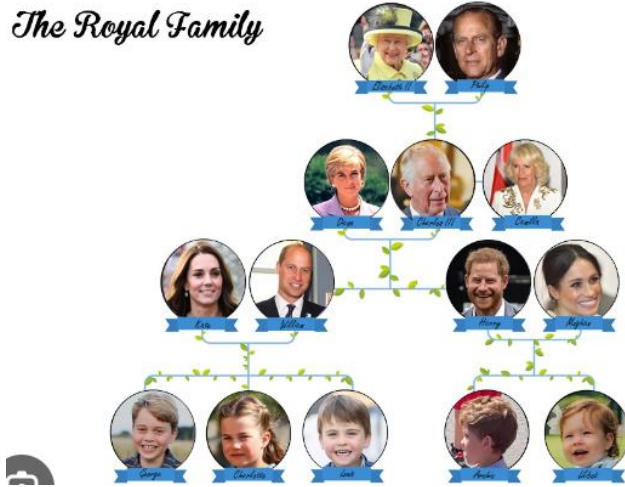 The Royal Family
Elizabeth II
Philip
Diana
Charles III
Camilla
Kate
William
Harry
Meghan
George
Charlotte
Louis
Archie
Lilibet